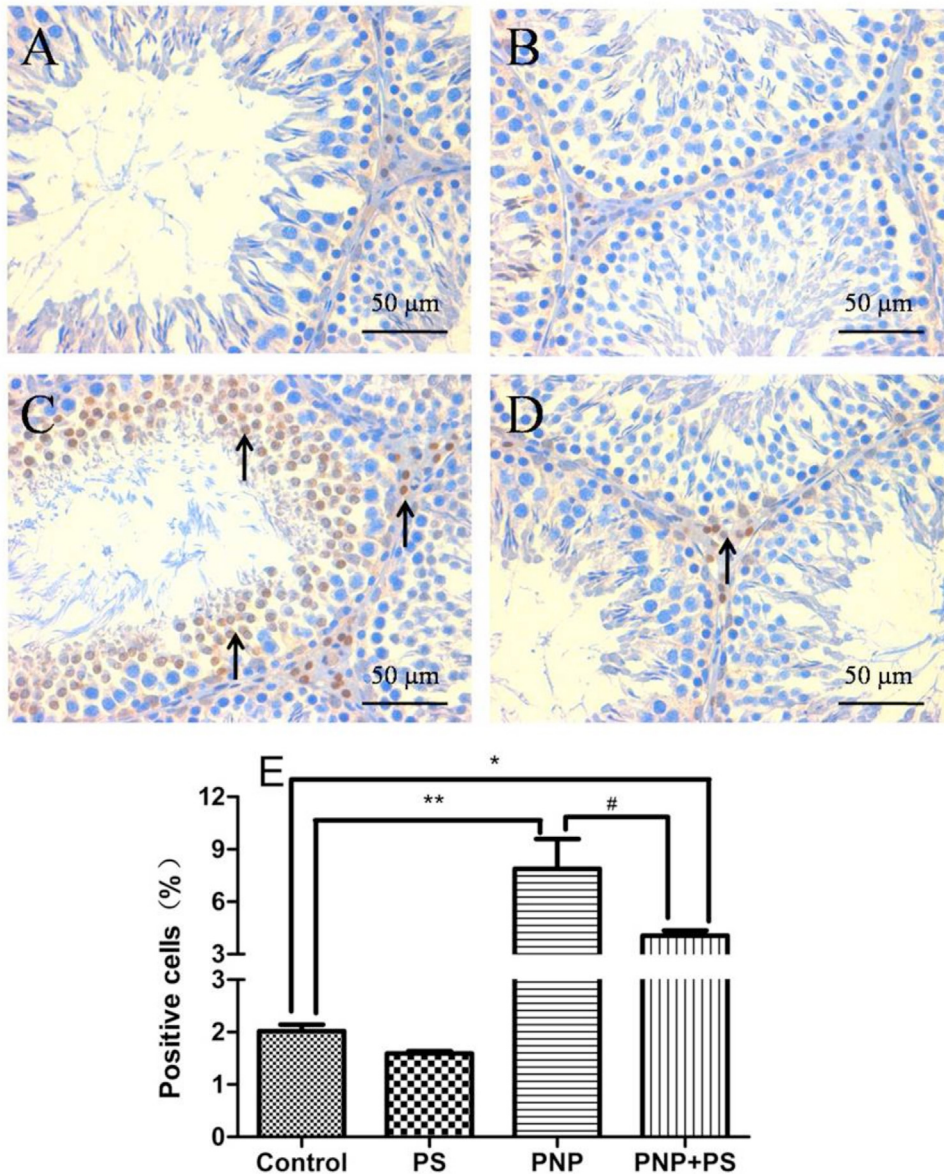 A
B
50 μm
50 μm
C
D
50 μm
50 μm
E
*
**
#
12
9
6
3
3
2
1
0
Positive cells (%)
Control PS PNP PNP+PS